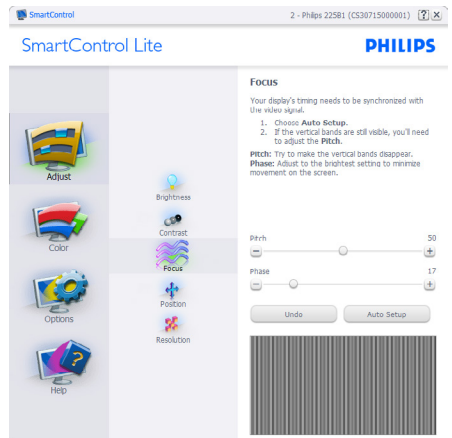 SmartControl
2 - Philips 225B1 (CS30715000001)
SmartControl Lite
PHILIPS
Adjust
Color
Options
Help
Brightness
Contrast
Focus
Position
Resolution
Focus
Your display's timing needs to be synchronized with
the video signal.
1. Choose Auto Setup.
2. If the vertical bands are still visible, you'll need
to adjust the Pitch.
Pitch: Try to make the vertical bands disappear.
Phase: Adjust to the brightest setting to minimize
movement on the screen.
Pitch 50
Phase 17
Undo Auto Setup